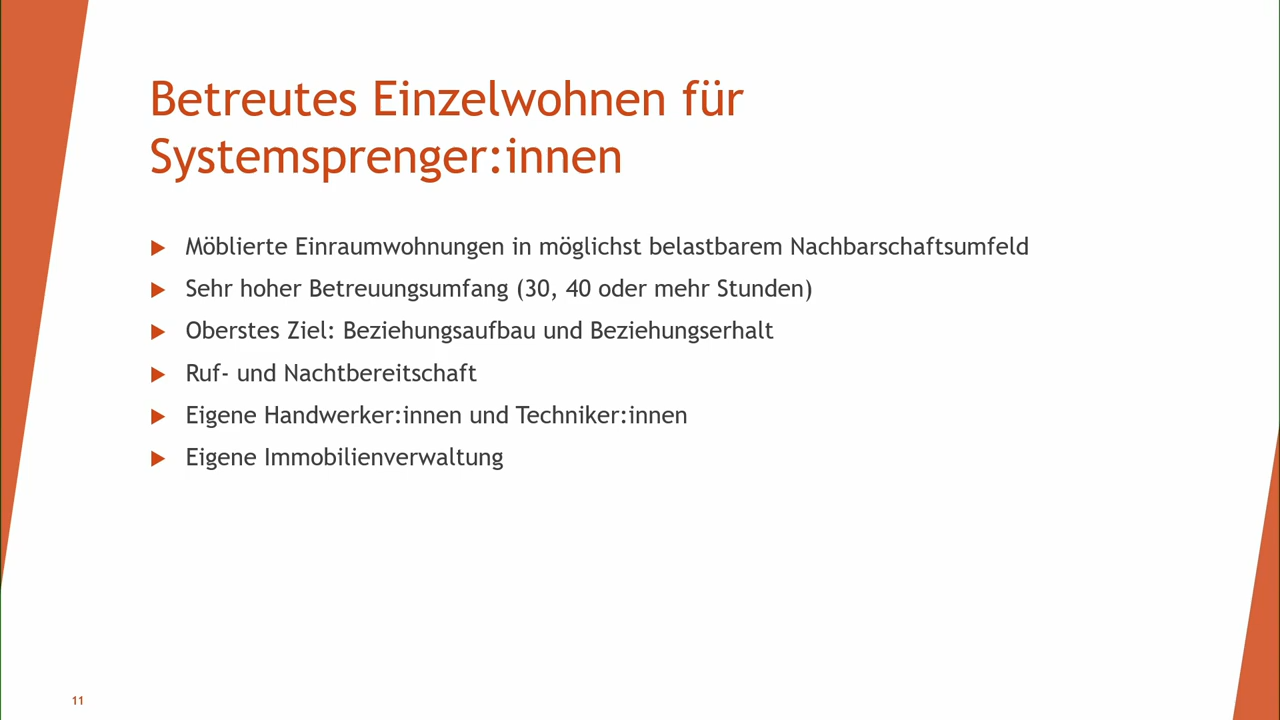 Betreutes Einzelwohnen für
Systemsprenger:innen
Möblierte Einraumwohnungen in möglichst belastbarem Nachbarschaftsumfeld
Sehr hoher Betreuungsumfang (30, 40 oder mehr Stunden)
Oberstes Ziel: Beziehungsaufbau und Beziehungserhalt
Ruf- und Nachtbereitschaft
Eigene Handwerker:innen und Techniker:innen
Eigene Immobilienverwaltung
11